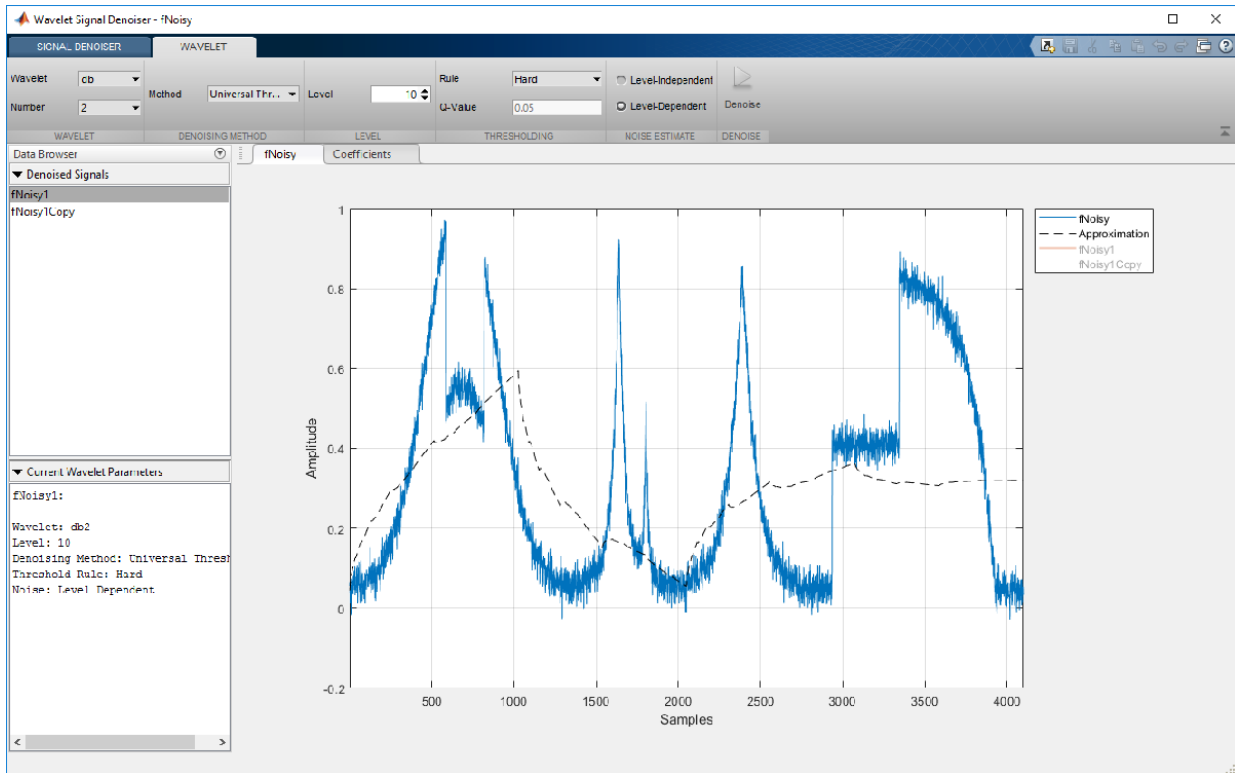 Wavelet Signal Denoiser - fNoisy
SIGNAL DENOISER WAVELET
Wavelet db
Number 2
Method Universal Thr...
Level 10
Rule Hard
Q-Value 0.05
Level-Independent
Level-Dependent
Denoise
WAVELET DENOISING METHOD LEVEL THRESHOLDING NOISE ESTIMATE DENOISE
Data Browser
Denoised Signals
fNoisy1
fNoisy1Copy
Current Wavelet Parameters
fNoisy1:
Wavelet: db2
Level: 10
Denoising Method: Universal Thresh
Threshold Rule: Hard
Noise: Level Dependent
fNoisy Coefficients
1
0.8
0.6
0.4
0.2
0
-0.2
Amplitude
500 1000 1500 2000 2500 3000 3500 4000
Samples
fNoisy
Approximation
fNoisy1
fNoisy1Copy